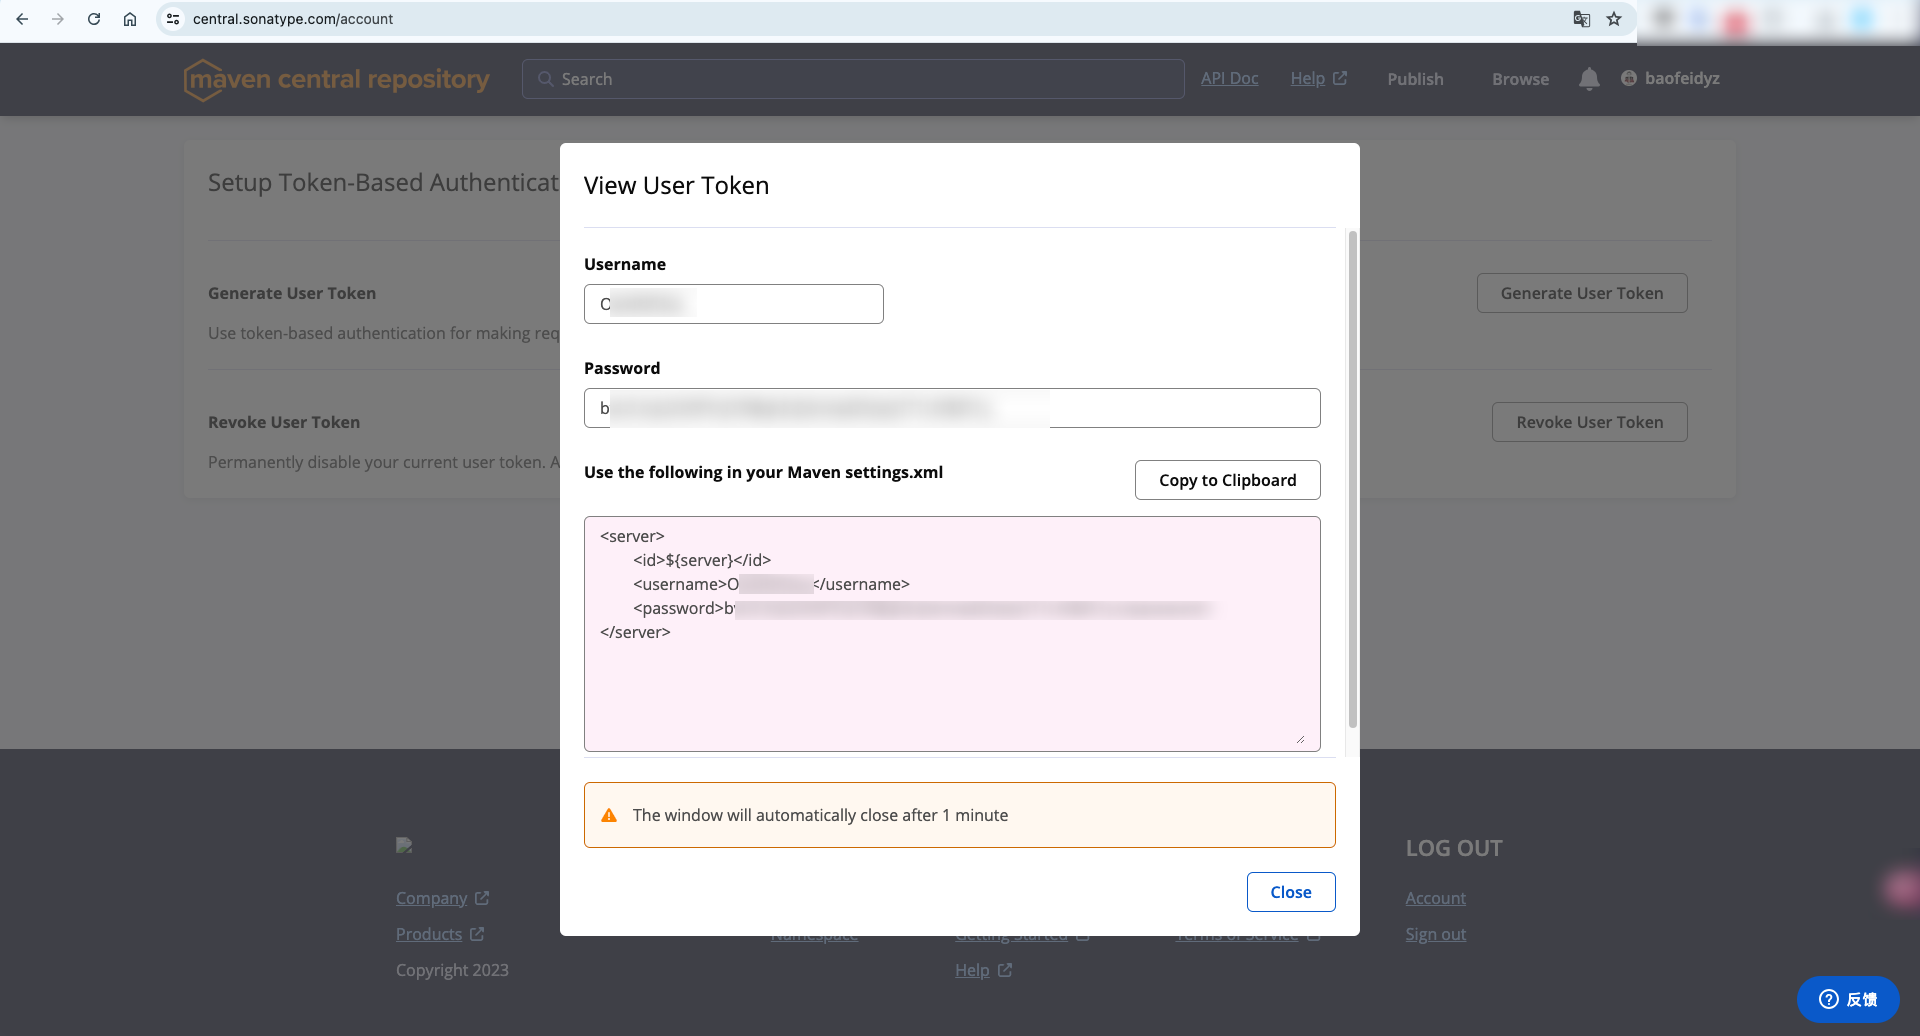 central.sonatype.com/account
maven central repository
Search
API Doc
Help
Publish
Browse
baofeidyz
Setup Token-Based Authenticat
Generate User Token
Use token-based authentication for making req
Generate User Token
Revoke User Token
Permanently disable your current user token. A
Revoke User Token
View User Token
Username
O
Password
b
Use the following in your Maven settings.xml
Copy to Clipboard
<server>
<id>${server}</id>
<username>O</username>
<password>b
</server>
The window will automatically close after 1 minute
Close
Company
Products
Copyright 2023
Namespace
Getting Started
Help
Terms of Service
LOG OUT
Account
Sign out
反馈